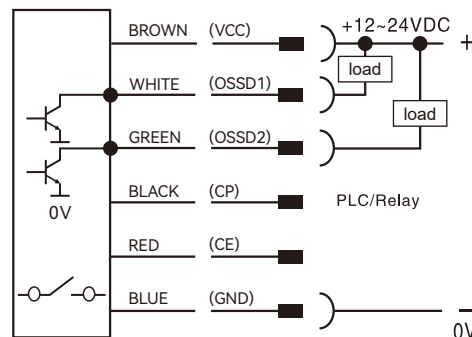 BROWN (VCC) +12~24VDC +
load
WHITE (OSSD1)
load
GREEN (OSSD2)
BLACK (CP) PLC/Relay
0V
RED (CE)
BLUE (GND) −
0V